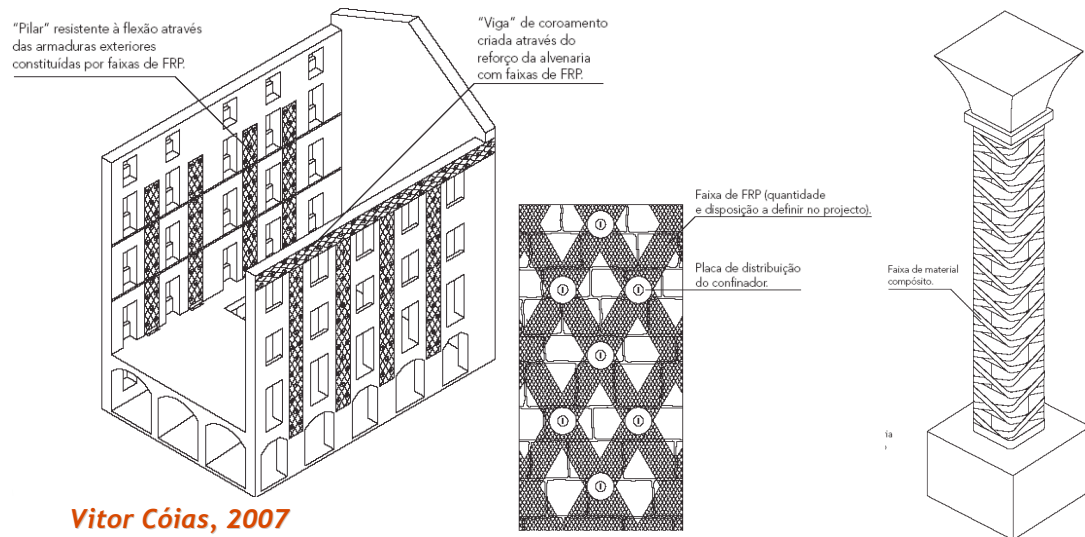 "Pilar" resistente à flexão através
das armaduras exteriores
constituídas por faixas de FRP.
"Viga" de coroamento
criada através do
reforço da alvenaria
com faixas de FRP.
Faixa de FRP (quantidade
e disposição a definir no projecto).
Placa de distribuição
do confinador.
Faixa de material
compósito.
ria
Vitor Cóias, 2007